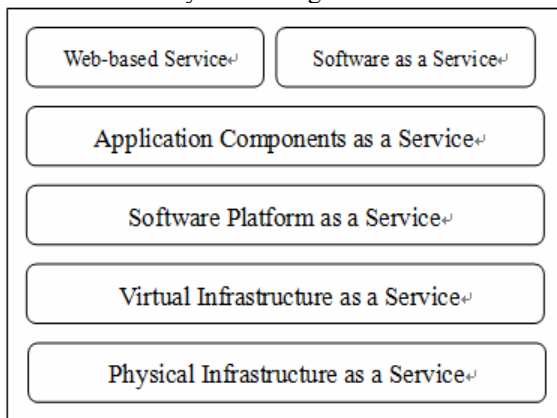 Web-based Service↵ Software as a Service↵
Application Components as a Service↵
Software Platform as a Service↵
Virtual Infrastructure as a Service↵
Physical Infrastructure as a Service↵